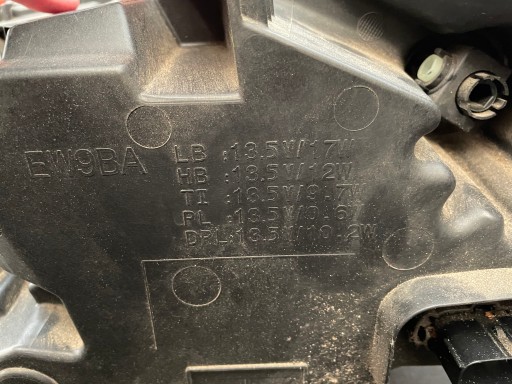 EW9BA
LB :13.5V/17W
HB :13.5V/12W
TI :13.5V/9.7W
PL :13.5V/0.6
DRL:13.5V/10.2W